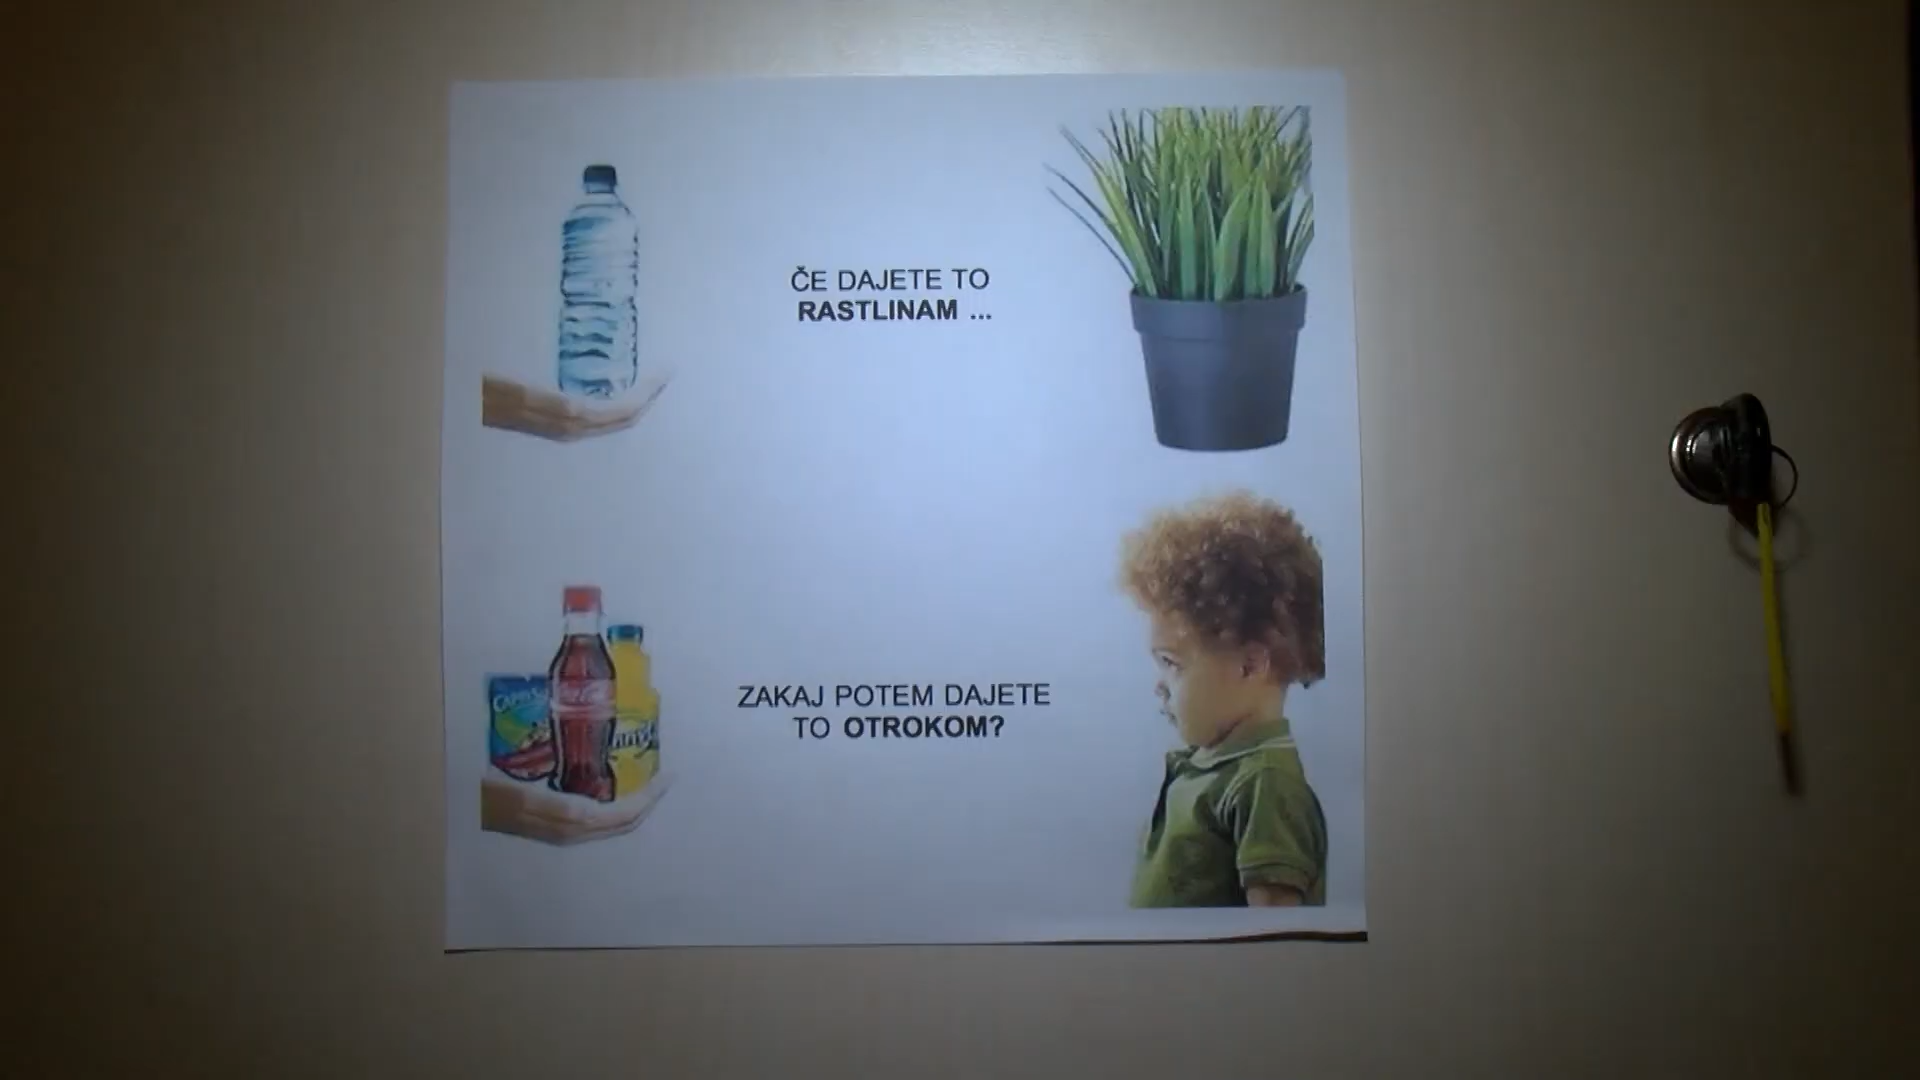 ČE DAJETE TO
RASTLINAM ...
ZAKAJ POTEM DAJETE
TO OTROKOM?